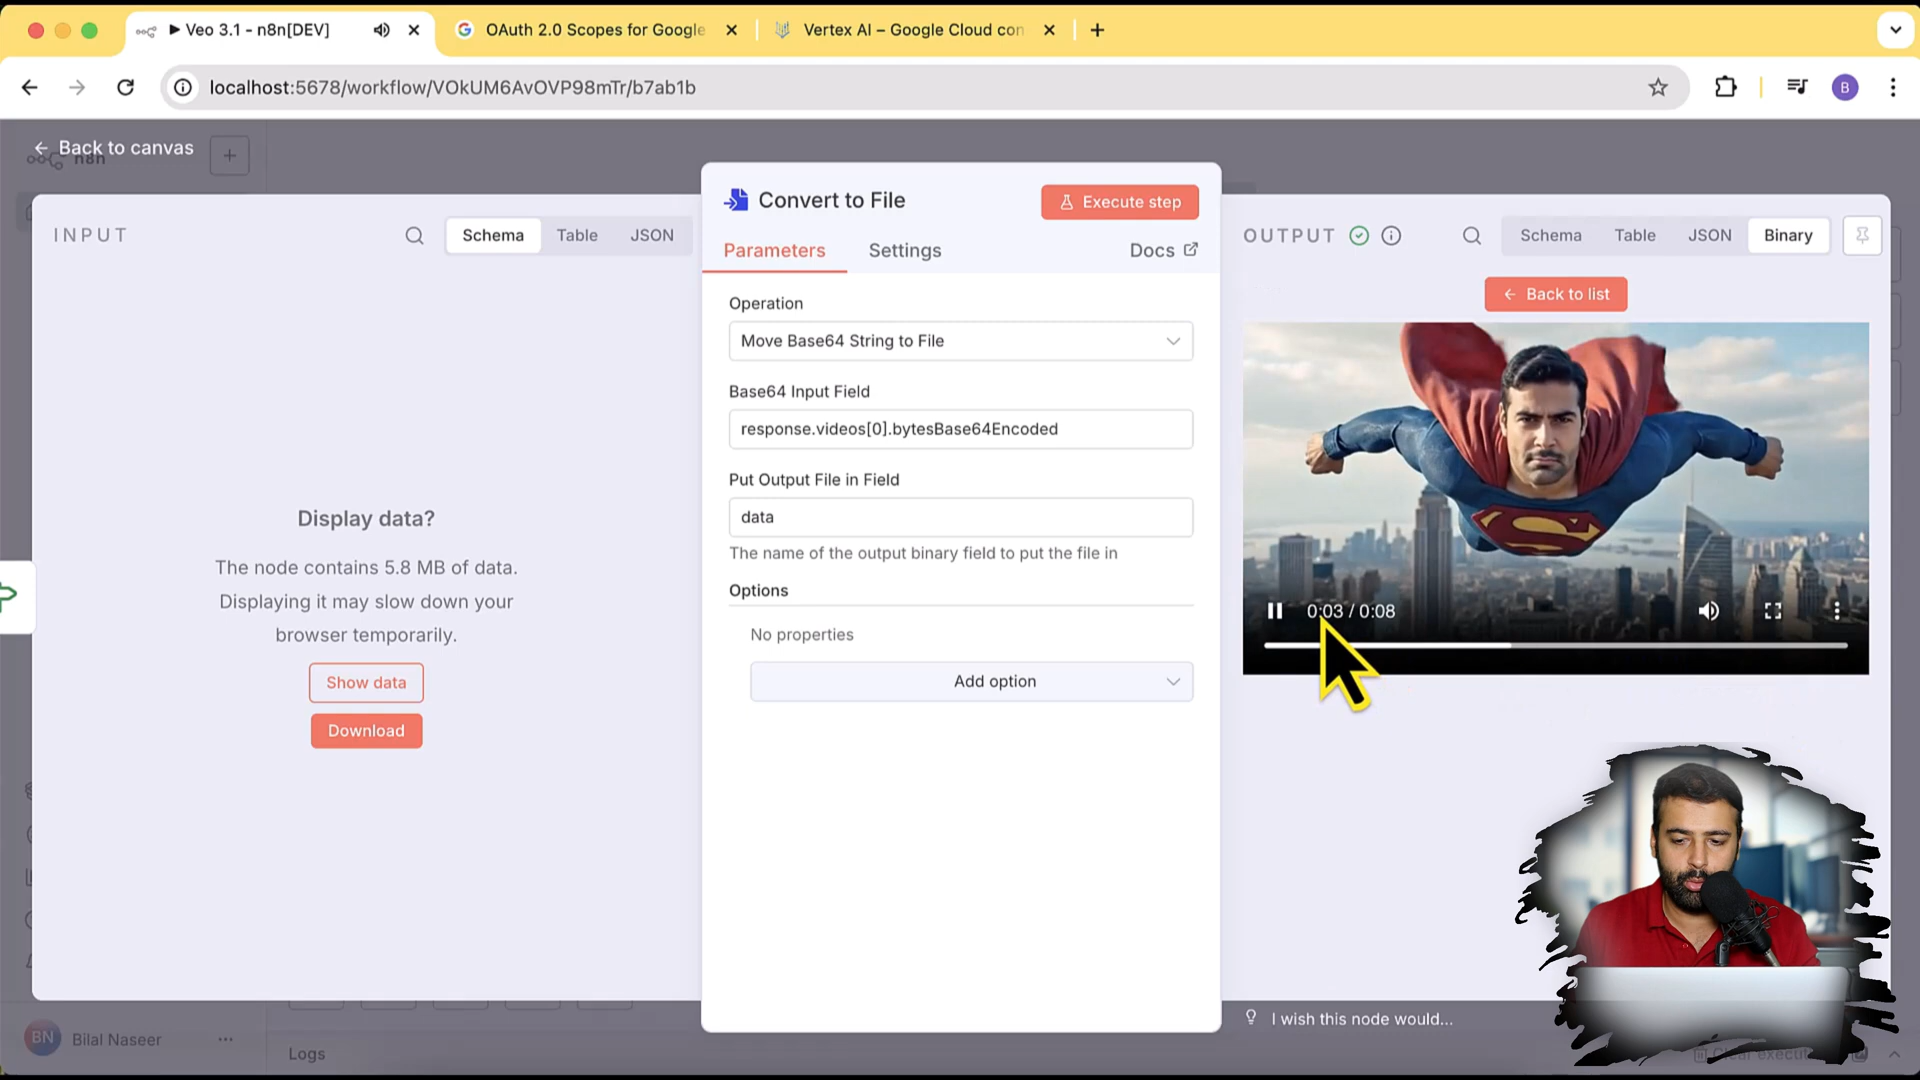 Veo 3.1 - n8n[DEV]
OAuth 2.0 Scopes for Google
Vertex AI – Google Cloud con
localhost:5678/workflow/VOkUM6AvOVP98mTr/b7ab1b
B
Back to canvas
n8n
INPUT
Schema
Table
JSON
Display data?
The node contains 5.8 MB of data.
Displaying it may slow down your
browser temporarily.
Show data
Download
Convert to File
Execute step
Parameters
Settings
Docs
Operation
Move Base64 String to File
Base64 Input Field
response.videos[0].bytesBase64Encoded
Put Output File in Field
data
The name of the output binary field to put the file in
Options
No properties
Add option
OUTPUT
Schema
Table
JSON
Binary
Back to list
0:03 / 0:08
I wish this node would...
BN
Bilal Naseer
Logs
Clear execut